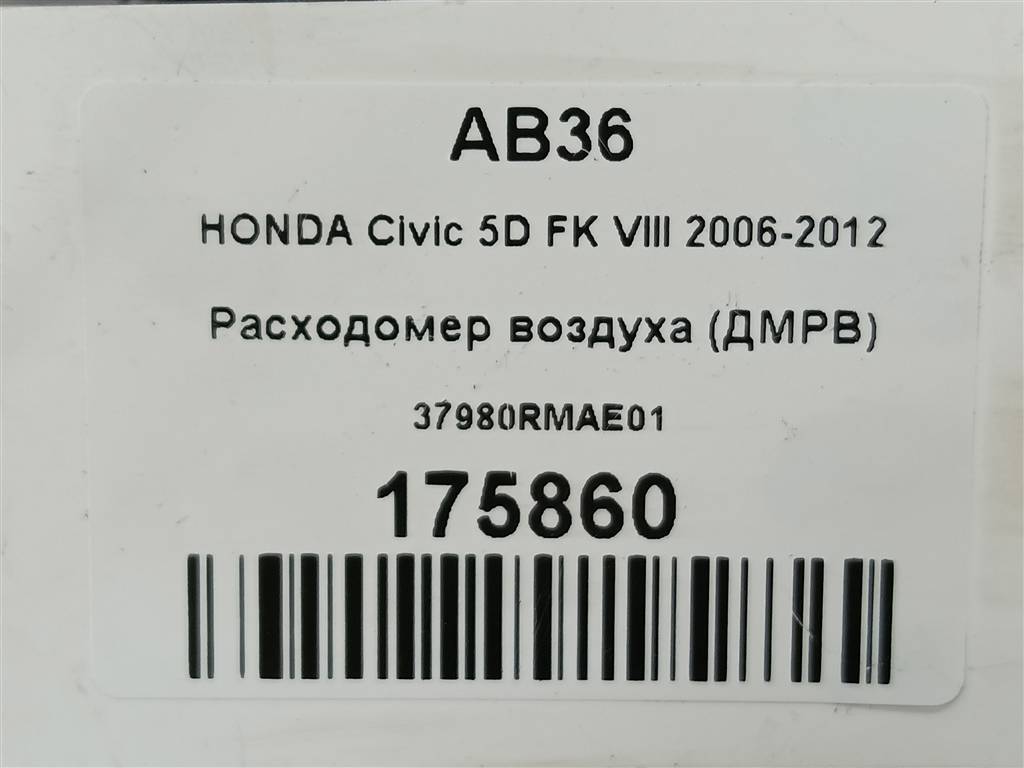 AB36
HONDA Civic 5D FK VIII 2006-2012
Расходомер воздуха (ДМРВ)
37980RMAE01
175860